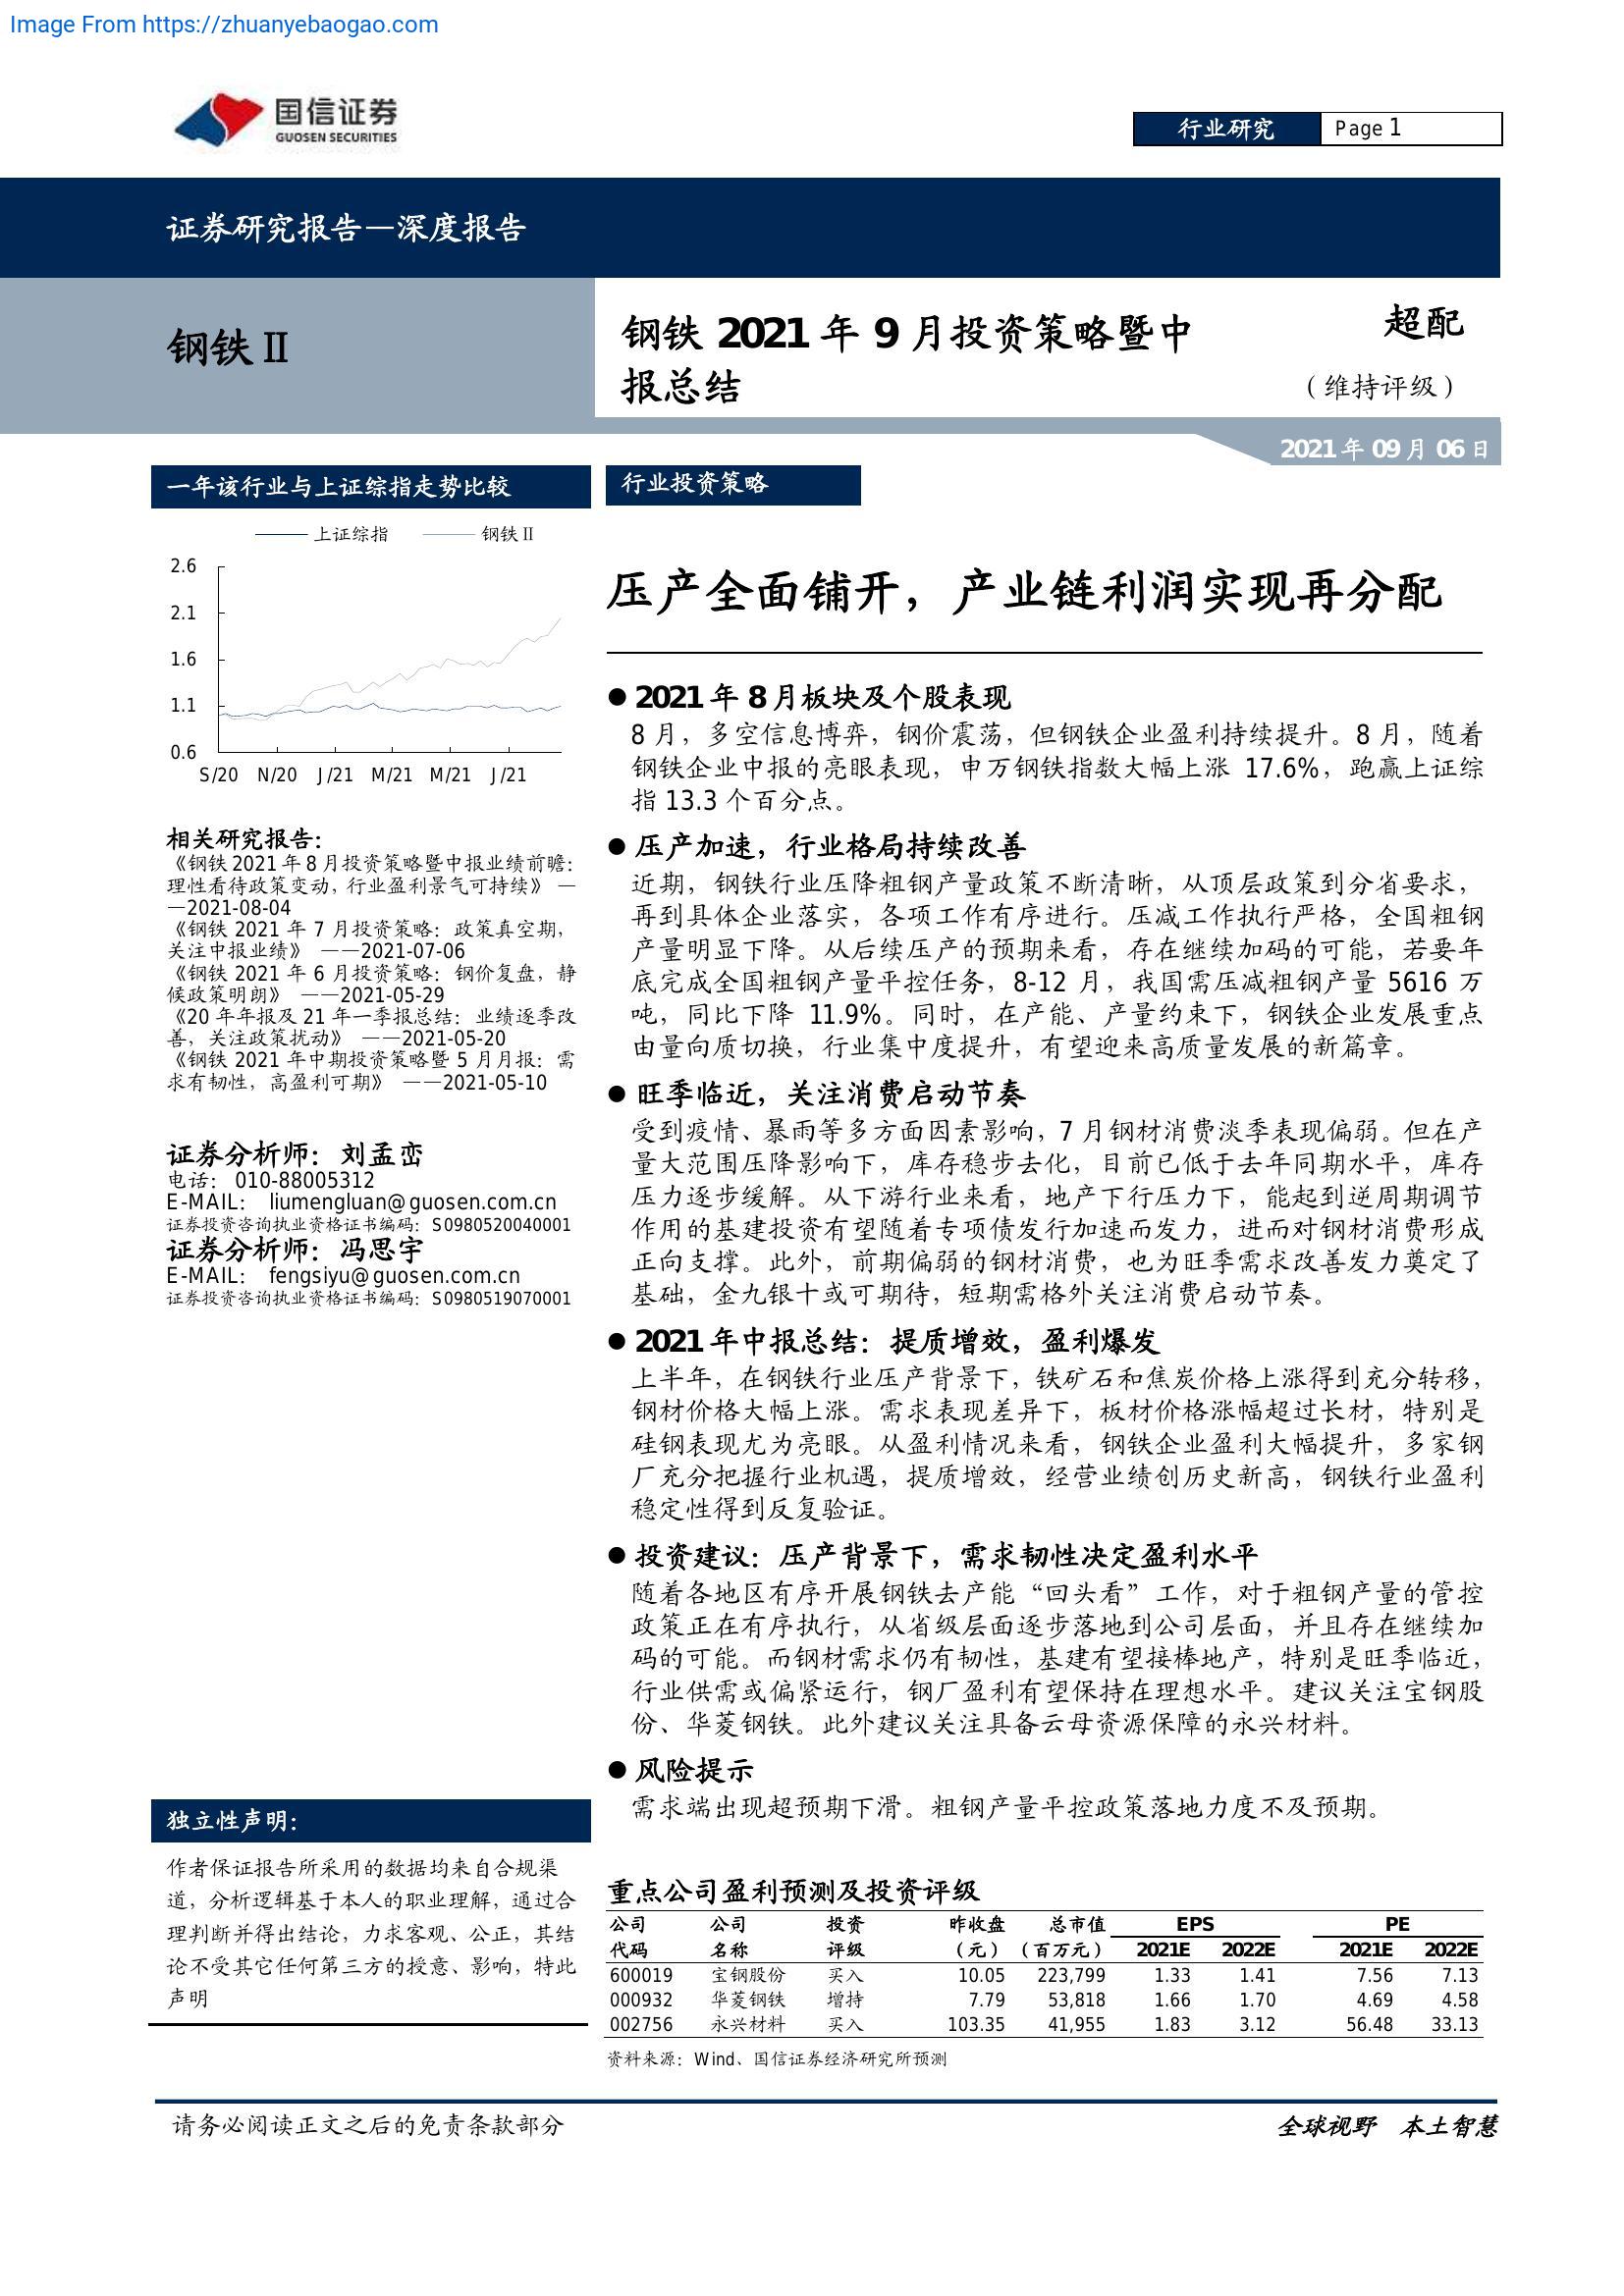 Image From https://zhuanyebaogao.com
国信证券
GUOSEN SECURITIES
行业研究
Page 1
证券研究报告—深度报告
钢铁Ⅱ
钢铁 2021 年 9 月投资策略暨中
报总结
超配
（维持评级）
2021 年 09 月 06 日
一年该行业与上证综指走势比较
上证综指 钢铁Ⅱ
2.6
2.1
1.6
1.1
0.6
S/20 N/20 J/21 M/21 M/21 J/21
相关研究报告：
《钢铁 2021 年 8 月投资策略暨中报业绩前瞻：
理性看待政策变动，行业盈利景气可持续》 —
—2021-08-04
《钢铁 2021 年 7 月投资策略：政策真空期，
关注中报业绩》 ——2021-07-06
《钢铁 2021 年 6 月投资策略：钢价复盘，静
候政策明朗》 ——2021-05-29
《20 年年报及 21 年一季报总结：业绩逐季改
善，关注政策扰动》 ——2021-05-20
《钢铁 2021 年中期投资策略暨 5 月月报：需
求有韧性，高盈利可期》 ——2021-05-10
证券分析师：刘孟峦
电话： 010-88005312
E-MAIL： liumengluan@guosen.com.cn
证券投资咨询执业资格证书编码：S0980520040001
证券分析师：冯思宇
E-MAIL： fengsiyu@guosen.com.cn
证券投资咨询执业资格证书编码：S0980519070001
独立性声明：
作者保证报告所采用的数据均来自合规渠
道，分析逻辑基于本人的职业理解，通过合
理判断并得出结论，力求客观、公正，其结
论不受其它任何第三方的授意、影响，特此
声明
行业投资策略
压产全面铺开，产业链利润实现再分配
● 2021 年 8 月板块及个股表现
8 月，多空信息博弈，钢价震荡，但钢铁企业盈利持续提升。8 月，随着
钢铁企业中报的亮眼表现，申万钢铁指数大幅上涨 17.6%，跑赢上证综
指 13.3 个百分点。
● 压产加速，行业格局持续改善
近期，钢铁行业压降粗钢产量政策不断清晰，从顶层政策到分省要求，
再到具体企业落实，各项工作有序进行。压减工作执行严格，全国粗钢
产量明显下降。从后续压产的预期来看，存在继续加码的可能，若要年
底完成全国粗钢产量平控任务，8-12 月，我国需压减粗钢产量 5616 万
吨，同比下降 11.9%。同时，在产能、产量约束下，钢铁企业发展重点
由量向质切换，行业集中度提升，有望迎来高质量发展的新篇章。
● 旺季临近，关注消费启动节奏
受到疫情、暴雨等多方面因素影响，7 月钢材消费淡季表现偏弱。但在产
量大范围压降影响下，库存稳步去化，目前已低于去年同期水平，库存
压力逐步缓解。从下游行业来看，地产下行压力下，能起到逆周期调节
作用的基建投资有望随着专项债发行加速而发力，进而对钢材消费形成
正向支撑。此外，前期偏弱的钢材消费，也为旺季需求改善发力奠定了
基础，金九银十或可期待，短期需格外关注消费启动节奏。
● 2021 年中报总结：提质增效，盈利爆发
上半年，在钢铁行业压产背景下，铁矿石和焦炭价格上涨得到充分转移，
钢材价格大幅上涨。需求表现差异下，板材价格涨幅超过长材，特别是
硅钢表现尤为亮眼。从盈利情况来看，钢铁企业盈利大幅提升，多家钢
厂充分把握行业机遇，提质增效，经营业绩创历史新高，钢铁行业盈利
稳定性得到反复验证。
● 投资建议：压产背景下，需求韧性决定盈利水平
随着各地区有序开展钢铁去产能“回头看”工作，对于粗钢产量的管控
政策正在有序执行，从省级层面逐步落地到公司层面，并且存在继续加
码的可能。而钢材需求仍有韧性，基建有望接棒地产，特别是旺季临近，
行业供需或偏紧运行，钢厂盈利有望保持在理想水平。建议关注宝钢股
份、华菱钢铁。此外建议关注具备云母资源保障的永兴材料。
● 风险提示
需求端出现超预期下滑。粗钢产量平控政策落地力度不及预期。
重点公司盈利预测及投资评级
公司 公司 投资 昨收盘 总市值 EPS PE
代码 名称 评级 （元） （百万元） 2021E 2022E 2021E 2022E
600019 宝钢股份 买入 10.05 223,799 1.33 1.41 7.56 7.13
000932 华菱钢铁 增持 7.79 53,818 1.66 1.70 4.69 4.58
002756 永兴材料 买入 103.35 41,955 1.83 3.12 56.48 33.13
资料来源：Wind、国信证券经济研究所预测
请务必阅读正文之后的免责条款部分
全球视野 本土智慧